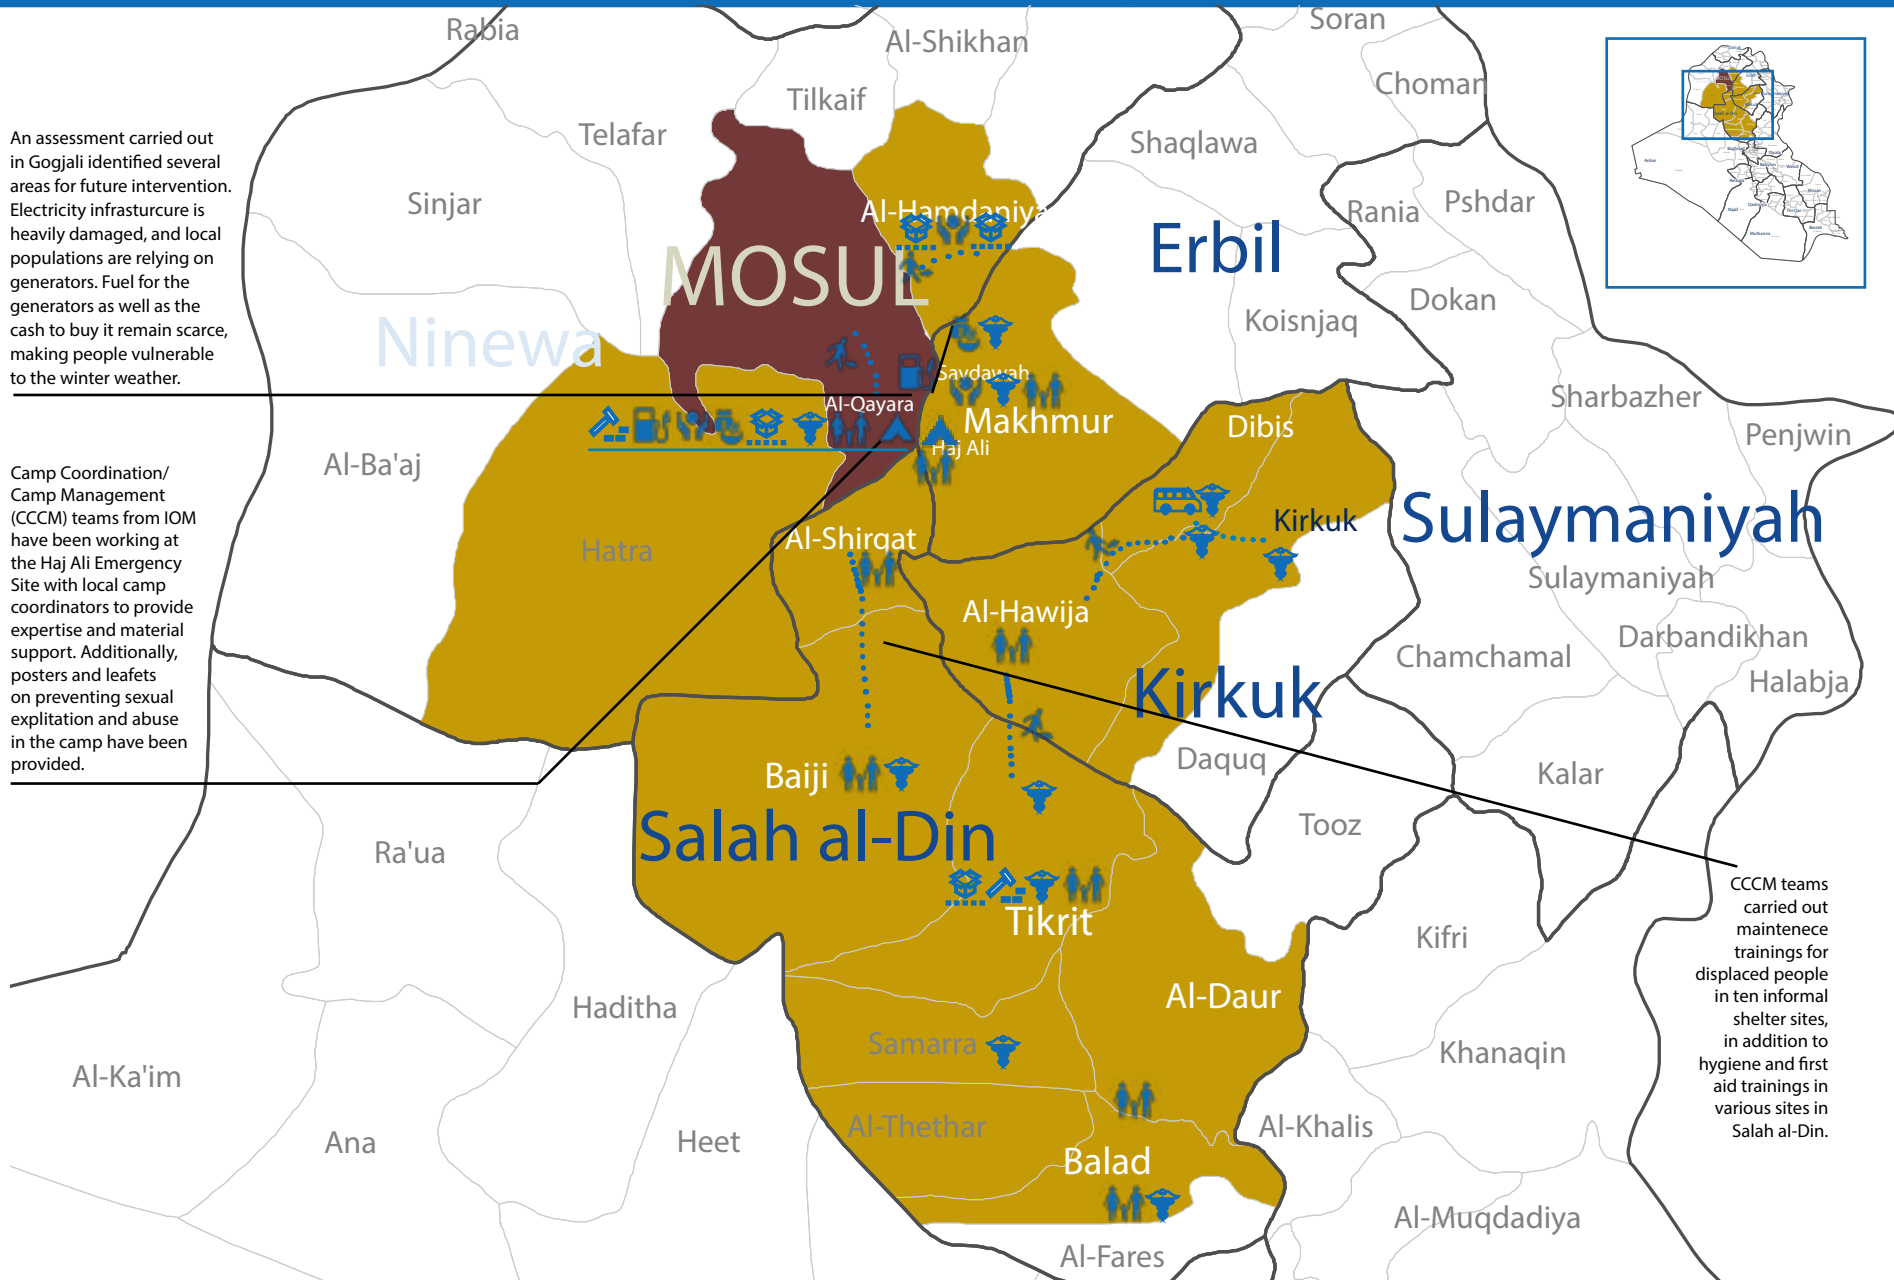 Rabia
Al-Shikhan
Soran
Choman
Tilkaif
Telafar
Shaqlawa
An assessment carried out
in Gogjali identified several
areas for future intervention.
Electricity infrasturcure is
heavily damaged, and local
populations are relying on
generators. Fuel for the
generators as well as the
cash to buy it remain scarce,
making people vulnerable
to the winter weather.
Sinjar
Al-Hamdaniya
Rania
Pshdar
MOSUL
Erbil
Dokan
Koisnjaq
Ninewa
Saydawah
Al-Qayara
Makhmur
Haj Ali
Dibis
Sharbazher
Penjwin
Al-Ba'aj
Camp Coordination/
Camp Management
(CCCM) teams from IOM
have been working at
the Haj Ali Emergency
Site with local camp
coordinators to provide
expertise and material
support. Additionally,
posters and leafets
on preventing sexual
explitation and abuse
in the camp have been
provided.
Hatra
Al-Shirqat
Kirkuk
Sulaymaniyah
Sulaymaniyah
Al-Hawija
Darbandikhan
Chamchamal
Halabja
Kirkuk
Daquq
Kalar
Baiji
Salah al-Din
Tooz
Ra'ua
Tikrit
Kifri
CCCM teams
carried out
maintenece
trainings for
displaced people
in ten informal
shelter sites,
in addition to
hygiene and first
aid trainings in
various sites in
Salah al-Din.
Al-Daur
Haditha
Samarra
Khanaqin
Al-Ka'im
Ana
Heet
Al-Thethar
Al-Khalis
Balad
Al-Muqdadiya
Al-Fares